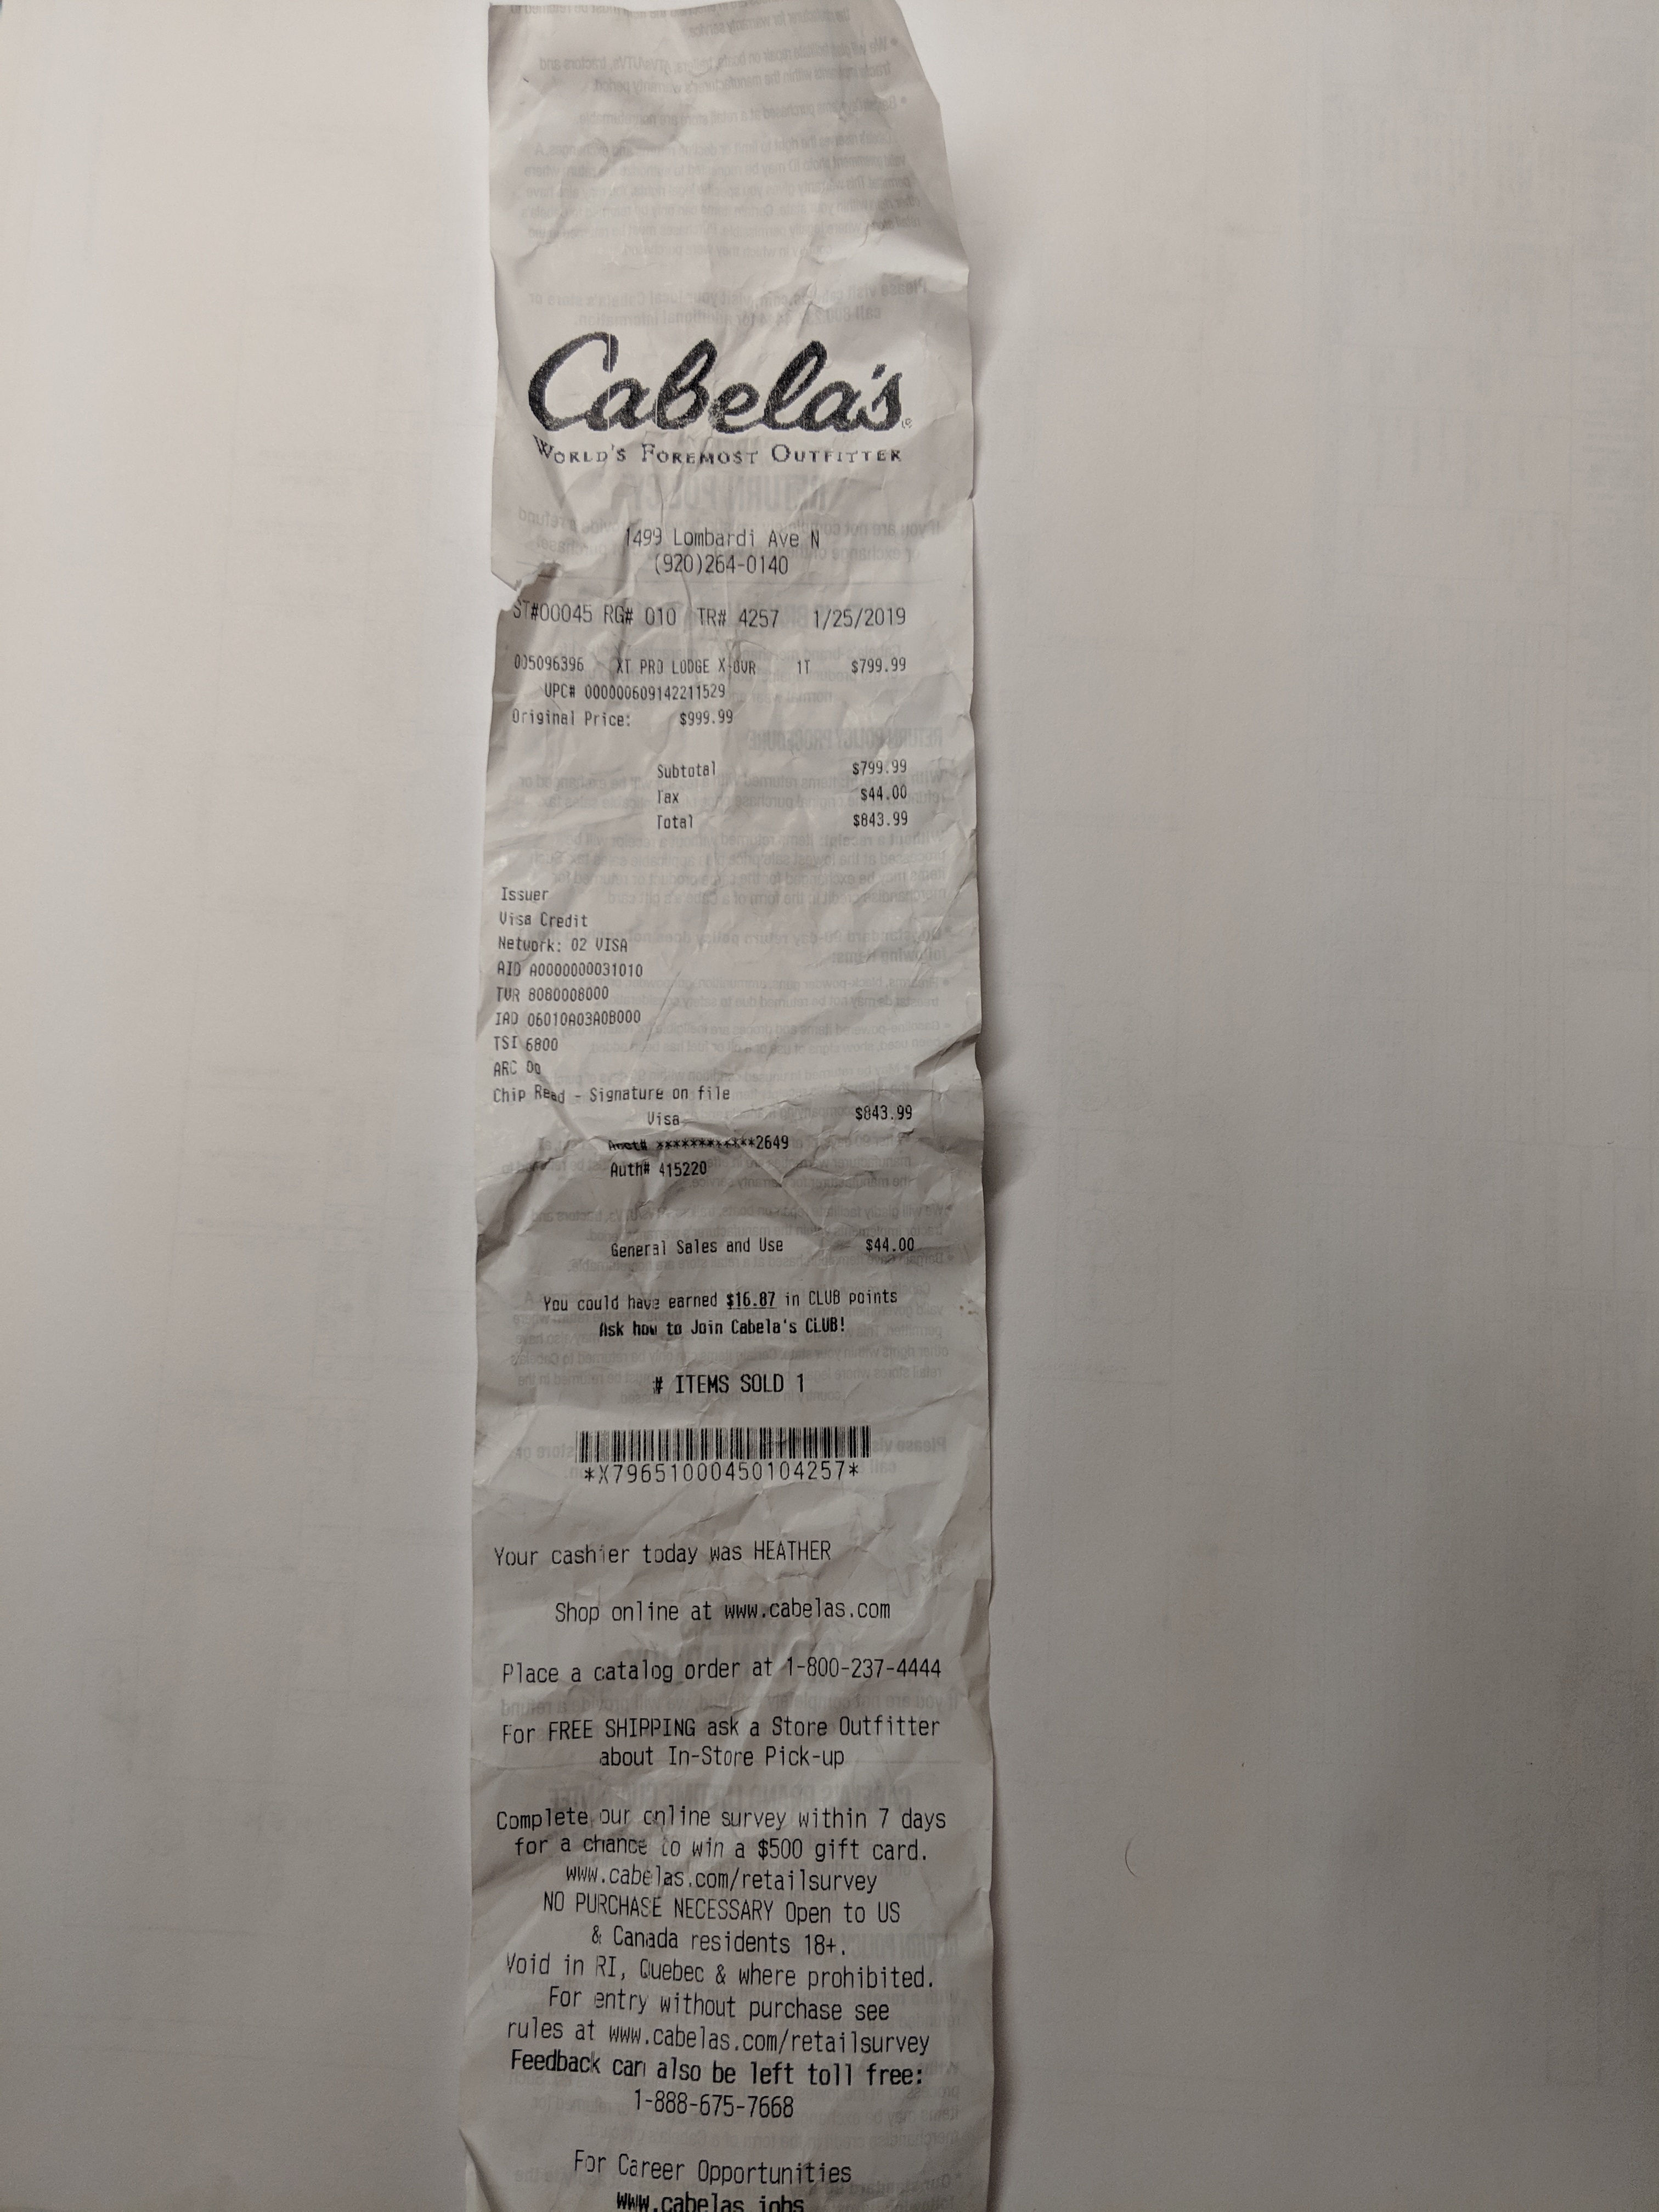 Cabela's
World's Foremost Outfitter
1499 Lombardi Ave N
(920)264-0140
ST#00045 RG# 010 TR# 4257 1/25/2019
005096396 XT PRO LODGE X-OVR 1T $799.99
UPC# 000000609142211529
Original Price: $999.99
Subtotal $799.99
Tax $44.00
Total $843.99
Issuer
Visa Credit
Network: 02 VISA
AID A0000000031010
TVR 8080008000
IAD 06010A03A0B000
TSI 6800
ARC 00
Chip Read - Signature on file
Visa $843.99
Acct# ************2649
Auth# 415220
General Sales and Use $44.00
You could have earned $16.87 in CLUB points
Ask how to Join Cabela's CLUB!
# ITEMS SOLD 1
*X79651000450104257*
Your cashier today was HEATHER
Shop online at www.cabelas.com
Place a catalog order at 1-800-237-4444
For FREE SHIPPING ask a Store Outfitter
about In-Store Pick-up
Complete our online survey within 7 days
for a chance to win a $500 gift card.
www.cabelas.com/retailsurvey
NO PURCHASE NECESSARY Open to US
& Canada residents 18+.
Void in RI, Quebec & where prohibited.
For entry without purchase see
rules at www.cabelas.com/retailsurvey
Feedback can also be left toll free:
1-888-675-7668
For Career Opportunities
www.cabelas.jobs